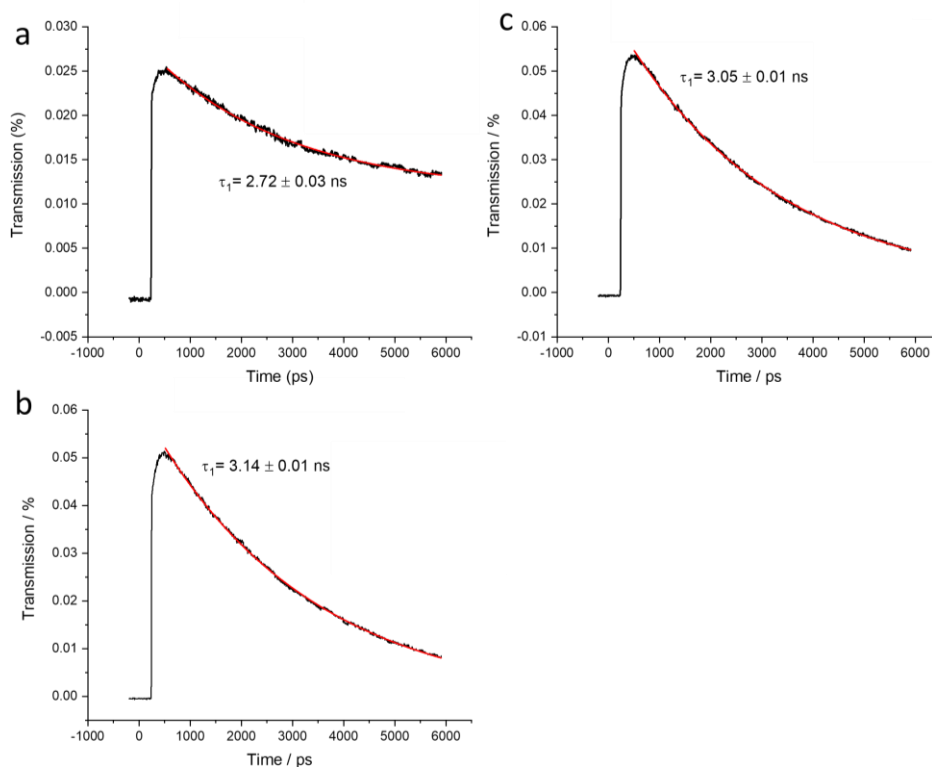 a
0.030
0.025
0.020
0.015
0.010
0.005
0.000
-0.005
Transmission (%)
τ1= 2.72 ± 0.03 ns
-1000 0 1000 2000 3000 4000 5000 6000
Time (ps)
c
0.06
0.05
0.04
0.03
0.02
0.01
0.00
-0.01
Transmission / %
τ1= 3.05 ± 0.01 ns
-1000 0 1000 2000 3000 4000 5000 6000
Time / ps
b
0.06
0.05
0.04
0.03
0.02
0.01
0.00
Transmission / %
τ1= 3.14 ± 0.01 ns
-1000 0 1000 2000 3000 4000 5000 6000
Time / ps